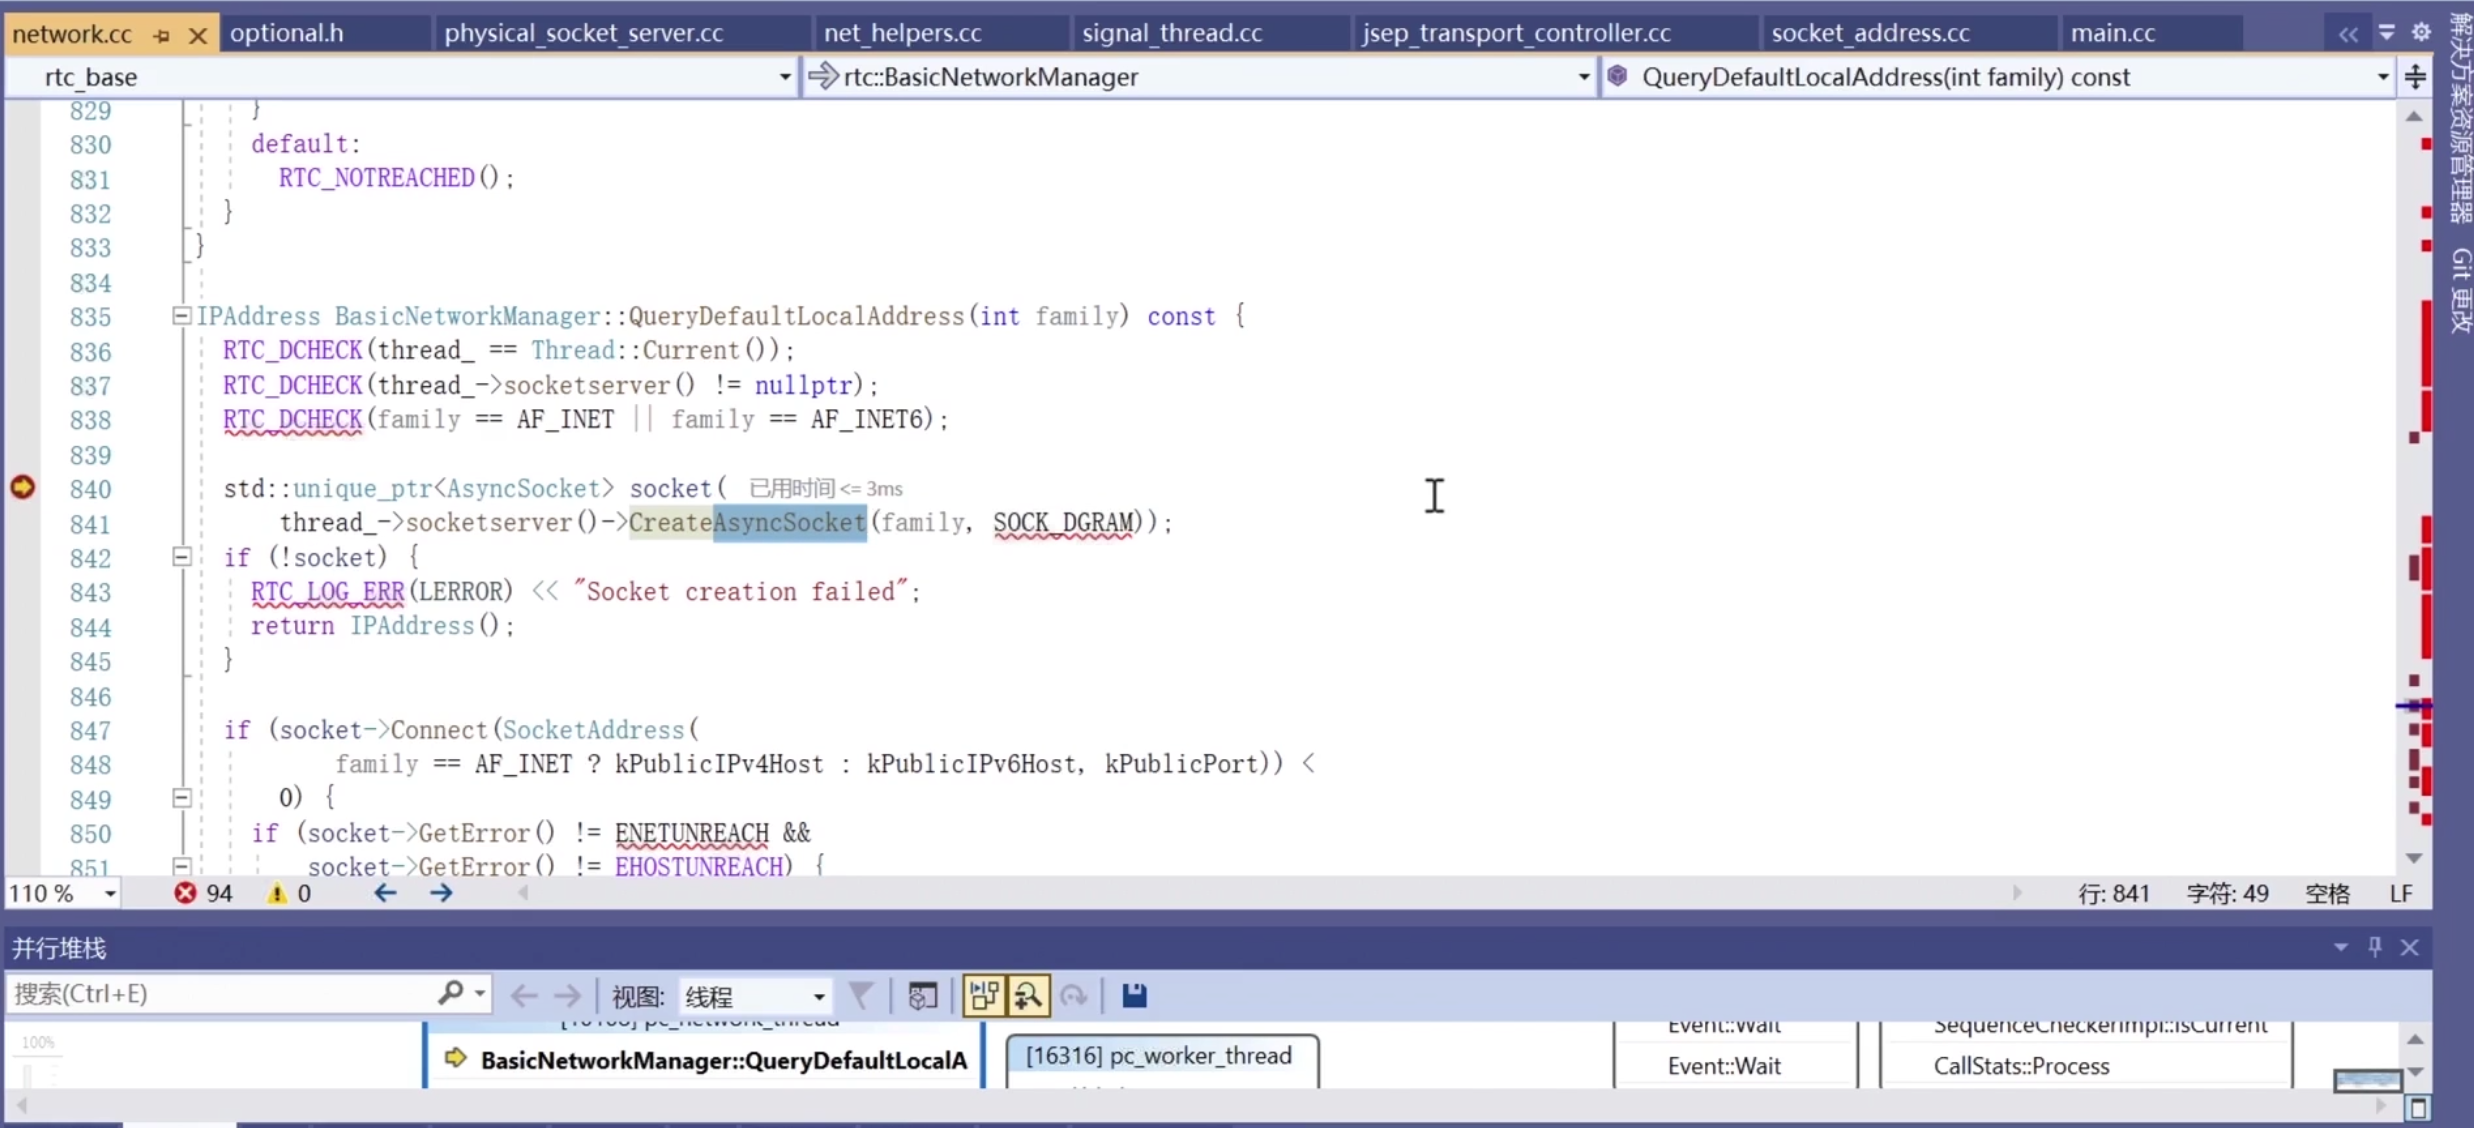 network.cc optional.h physical_socket_server.cc net_helpers.cc signal_thread.cc jsep_transport_controller.cc socket_address.cc main.cc
rtc_base rtc::BasicNetworkManager QueryDefaultLocalAddress(int family) const
829 }
830 default:
831 RTC_NOTREACHED();
832 }
833 }
834
835 IPAddress BasicNetworkManager::QueryDefaultLocalAddress(int family) const {
836 RTC_DCHECK(thread_ == Thread::Current());
837 RTC_DCHECK(thread_->socketserver() != nullptr);
838 RTC_DCHECK(family == AF_INET || family == AF_INET6);
839
840 std::unique_ptr<AsyncSocket> socket( 已用时间 <= 3ms
841 thread_->socketserver()->CreateAsyncSocket(family, SOCK_DGRAM));
842 if (!socket) {
843 RTC_LOG_ERR(LERROR) << "Socket creation failed";
844 return IPAddress();
845 }
846
847 if (socket->Connect(SocketAddress(
848 family == AF_INET ? kPublicIPv4Host : kPublicIPv6Host, kPublicPort)) <
849 0) {
850 if (socket->GetError() != ENETUNREACH &&
851 socket->GetError() != EHOSTUNREACH) {
110 % 94 0 行: 841 字符: 49 空格 LF
解决方案资源管理器
Git 更改
并行堆栈
搜索(Ctrl+E) 视图: 线程
100%
pc_network_thread
BasicNetworkManager::QueryDefaultLocalA
[16316] pc_worker_thread
Event::Wait
Event::Wait
SequenceCheckerImpl::IsCurrent
CallStats::Process